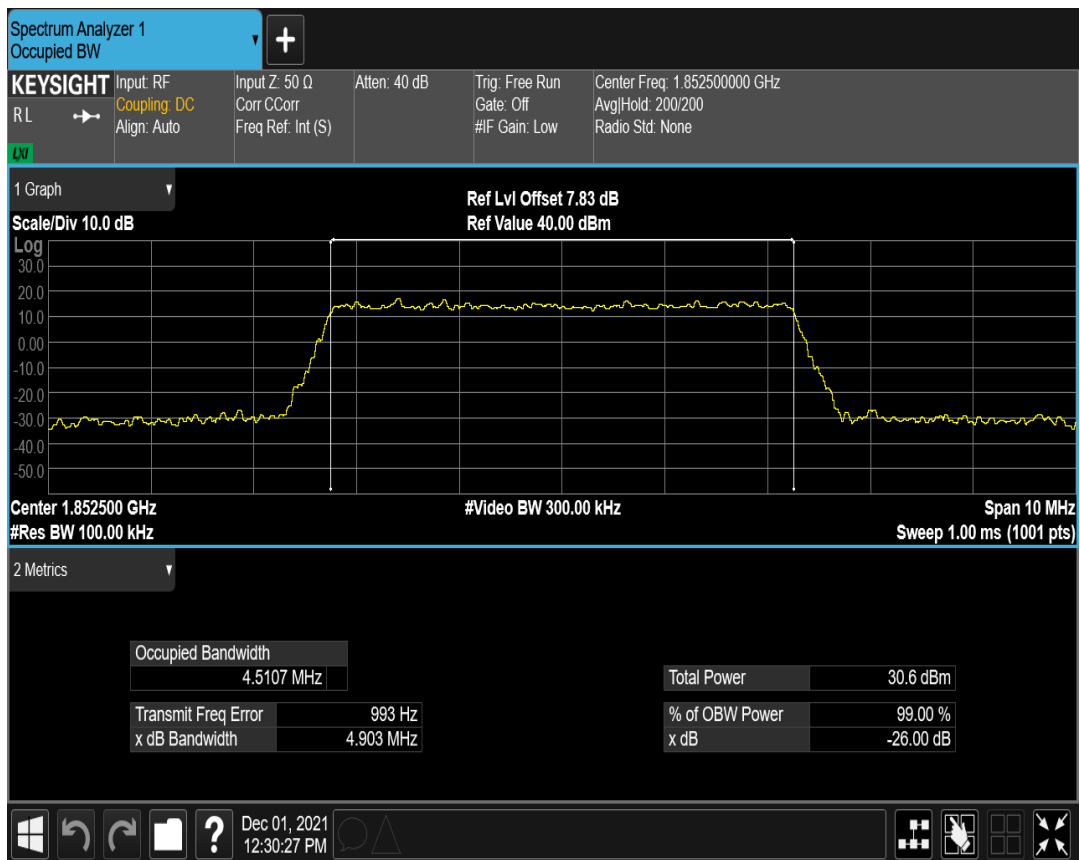 Spectrum Analyzer 1
Occupied BW
+
KEYSIGHT
R L
LXI
Input: RF
Coupling: DC
Align: Auto
Input Z: 50 Ω
Corr CCorr
Freq Ref: Int (S)
Atten: 40 dB
Trig: Free Run
Gate: Off
#IF Gain: Low
Center Freq: 1.852500000 GHz
Avg|Hold: 200/200
Radio Std: None
1 Graph
Ref Lvl Offset 7.83 dB
Scale/Div 10.0 dB
Ref Value 40.00 dBm
Log
30.0
20.0
10.0
0.00
-10.0
-20.0
-30.0
-40.0
-50.0
Center 1.852500 GHz
#Video BW 300.00 kHz
Span 10 MHz
#Res BW 100.00 kHz
Sweep 1.00 ms (1001 pts)
2 Metrics
Occupied Bandwidth
4.5107 MHz
Total Power 30.6 dBm
Transmit Freq Error 993 Hz
% of OBW Power 99.00 %
x dB Bandwidth 4.903 MHz
x dB -26.00 dB
?
Dec 01, 2021
12:30:27 PM